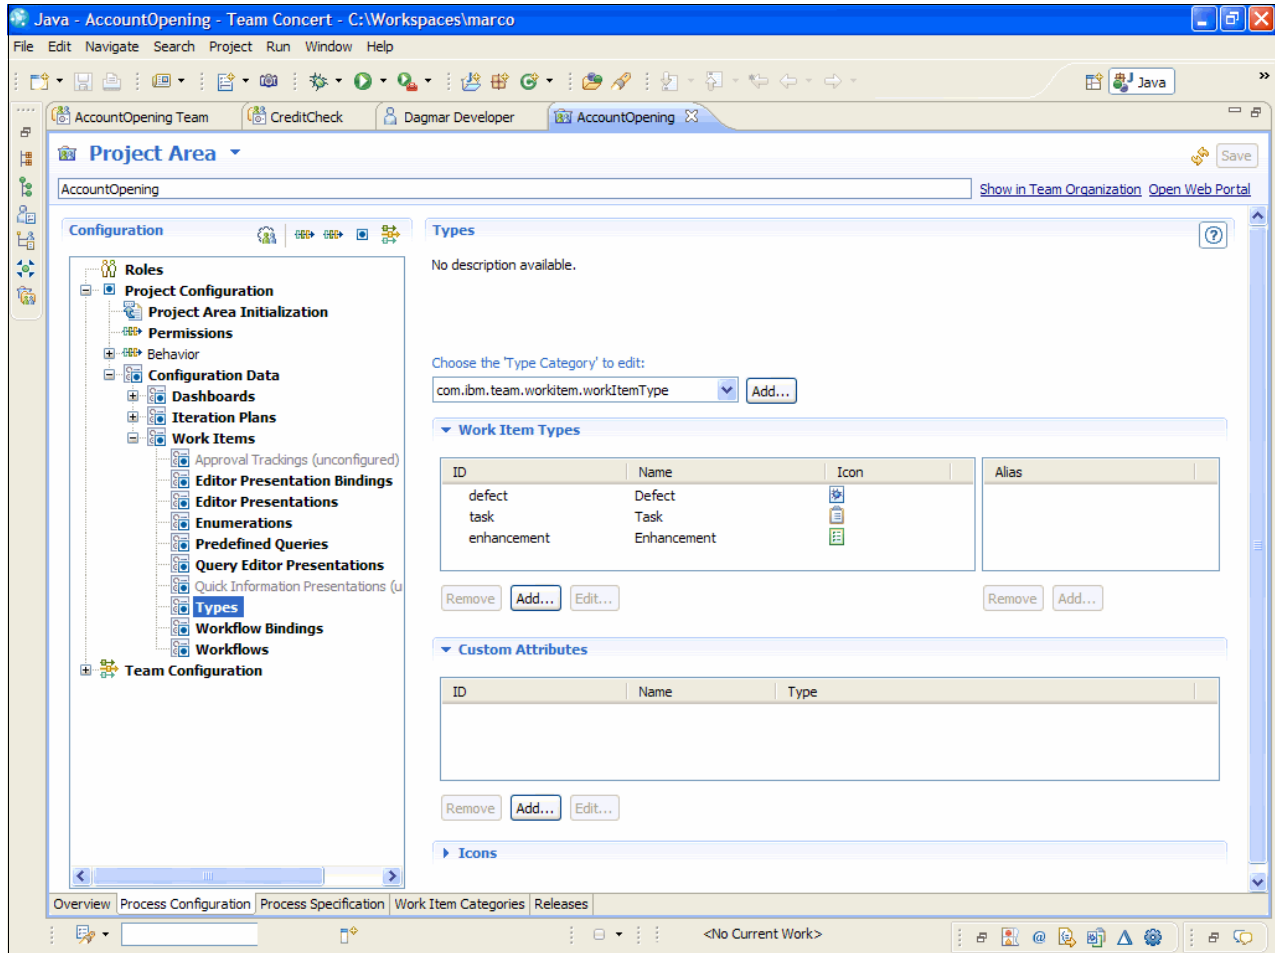 Java - AccountOpening - Team Concert - C:\Workspaces\marco
File Edit Navigate Search Project Run Window Help
Java
»
AccountOpening Team CreditCheck Dagmar Developer AccountOpening
Project Area
Save
AccountOpening
Show in Team Organization Open Web Portal
Configuration
Roles
Project Configuration
Project Area Initialization
Permissions
Behavior
Configuration Data
Dashboards
Iteration Plans
Work Items
Approval Trackings (unconfigured)
Editor Presentation Bindings
Editor Presentations
Enumerations
Predefined Queries
Query Editor Presentations
Quick Information Presentations (u
Types
Workflow Bindings
Workflows
Team Configuration
Types
No description available.
Choose the 'Type Category' to edit:
com.ibm.team.workitem.workItemType Add...
Work Item Types
ID Name Icon Alias
defect Defect
task Task
enhancement Enhancement
Remove Add... Edit... Remove Add...
Custom Attributes
ID Name Type
Remove Add... Edit...
Icons
Overview Process Configuration Process Specification Work Item Categories Releases
<No Current Work>